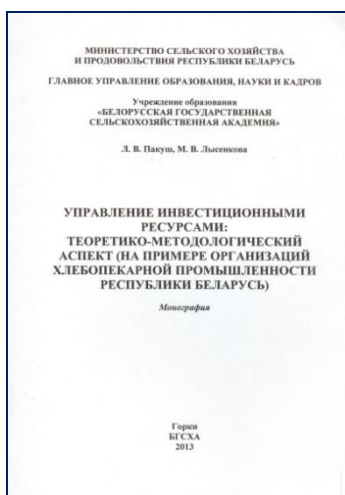 МИНИСТЕРСТВО СЕЛЬСКОГО ХОЗЯЙСТВА
И ПРОДОВОЛЬСТВИЯ РЕСПУБЛИКИ БЕЛАРУСЬ
ГЛАВНОЕ УПРАВЛЕНИЕ ОБРАЗОВАНИЯ, НАУКИ И КАДРОВ
Учреждение образования
«БЕЛОРУССКАЯ ГОСУДАРСТВЕННАЯ
СЕЛЬСКОХОЗЯЙСТВЕННАЯ АКАДЕМИЯ»
Л. В. Пакуш, М. В. Лысенкова
УПРАВЛЕНИЕ ИНВЕСТИЦИОННЫМИ
РЕСУРСАМИ:
ТЕОРЕТИКО-МЕТОДОЛОГИЧЕСКИЙ
АСПЕКТ (НА ПРИМЕРЕ ОРГАНИЗАЦИЙ
ХЛЕБОПЕКАРНОЙ ПРОМЫШЛЕННОСТИ
РЕСПУБЛИКИ БЕЛАРУСЬ)
Монография
Горки
БГСХА
2013